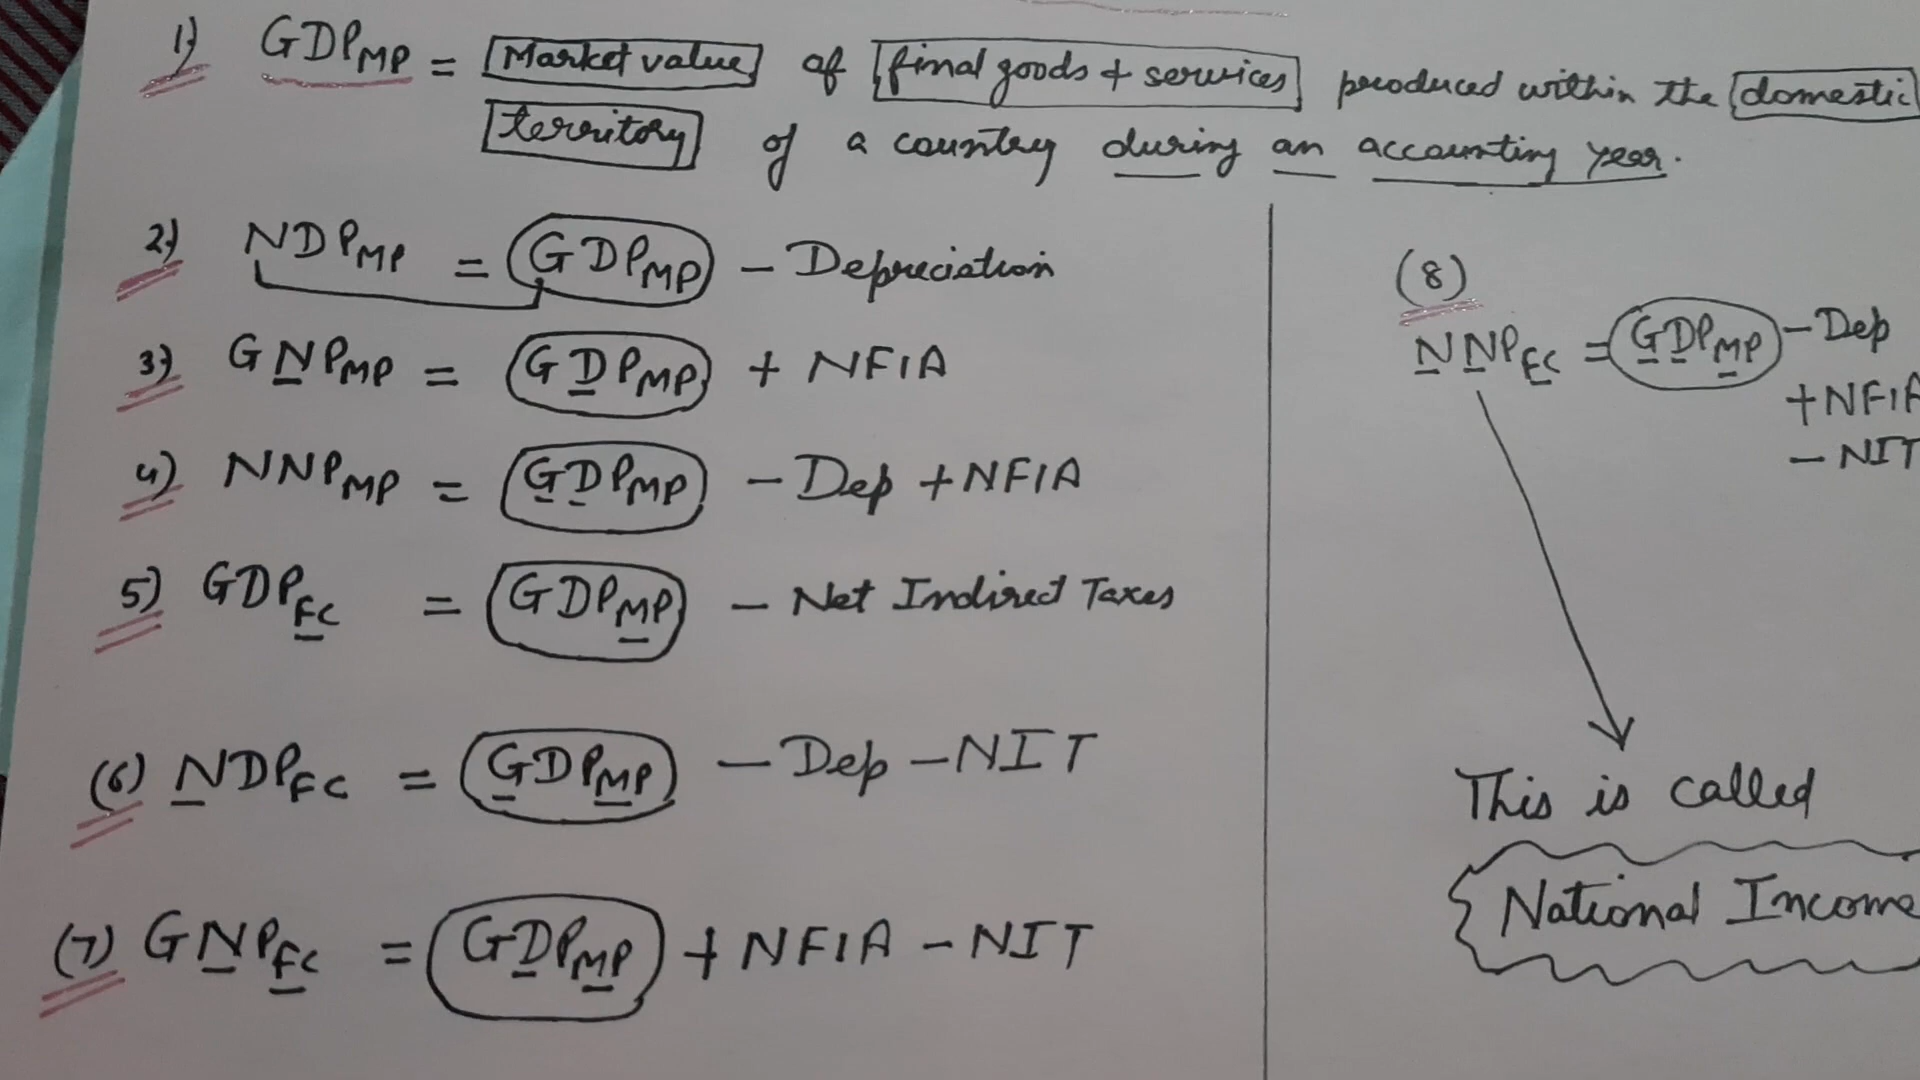 1) GDPMP = Market value of final goods + services produced within the domestic
territory of a country during an accounting year.
2) NDPMP = GDPMP - Depreciation
3) GNPMP = GDPMP + NFIA
4) NNPMP = GDPMP - Dep + NFIA
5) GDPFC = GDPMP - Net Indirect Taxes
(6) NDPFC = GDPMP - Dep - NIT
(7) GNPFC = GDPMP + NFIA - NIT
(8)
NNPFC = GDPMP - Dep
+ NFIA
- NIT
This is called
National Income